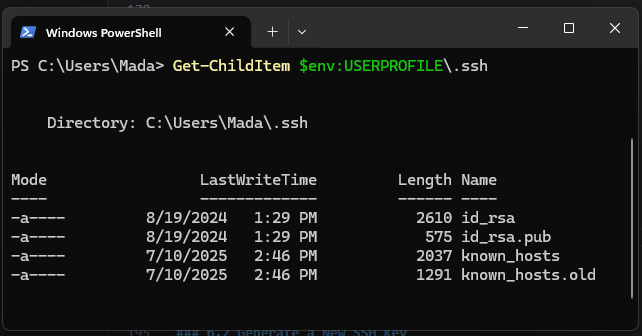 178
Windows PowerShell
PS C:\Users\Mada> Get-ChildItem $env:USERPROFILE\.ssh
Directory: C:\Users\Mada\.ssh
Mode LastWriteTime Length Name
---- ------------- ------ ----
-a---- 8/19/2024 1:29 PM 2610 id_rsa
-a---- 8/19/2024 1:29 PM 575 id_rsa.pub
-a---- 7/10/2025 2:46 PM 2037 known_hosts
-a---- 7/10/2025 2:46 PM 1291 known_hosts.old
195 ### 6.2 Generate a New SSH Key